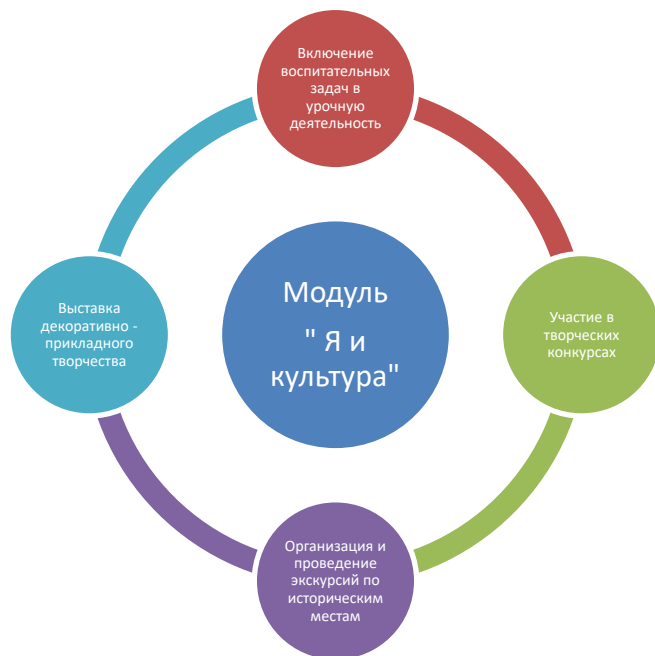 Включение
воспитательных
задач в
урочную
деятельность
Выставка
декоративно -
прикладного
творчества
Модуль
" Я и
культура"
Участие в
творческих
конкурсах
Организация и
проведение
экскурсий по
историческим
местам